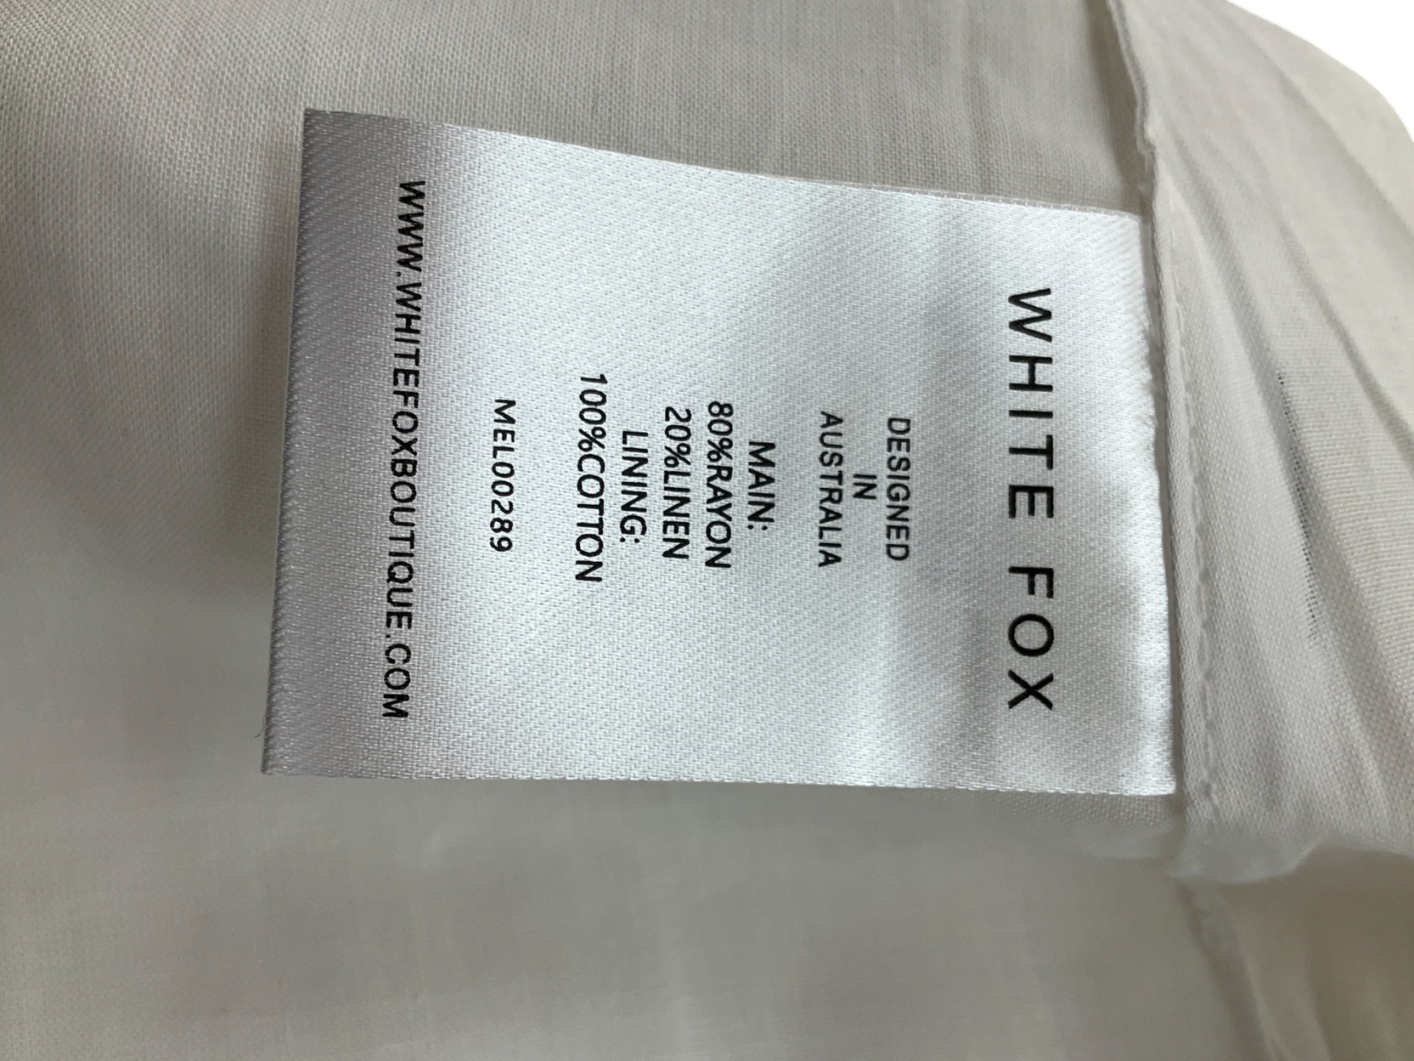 WHITE FOX
DESIGNED
IN
AUSTRALIA
MAIN:
80%RAYON
20%LINEN
LINING:
100%COTTON
MEL00289
WWW.WHITEFOXBOUTIQUE.COM